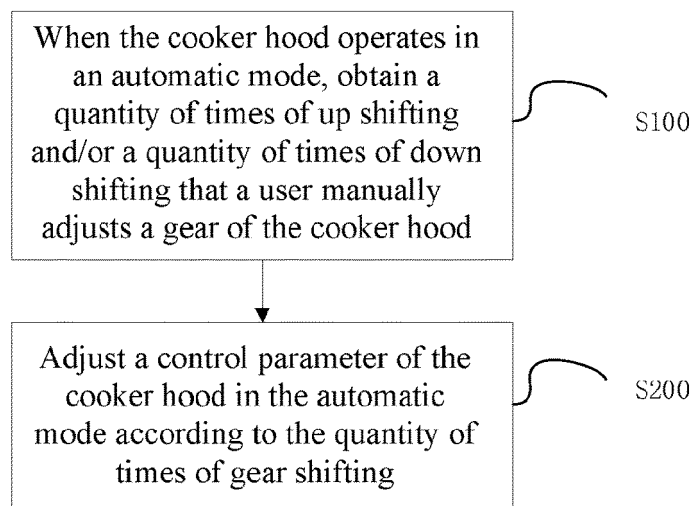 When the cooker hood operates in
an automatic mode, obtain a
quantity of times of up shifting
and/or a quantity of times of down
shifting that a user manually
adjusts a gear of the cooker hood
S100
Adjust a control parameter of the
cooker hood in the automatic
mode according to the quantity of
times of gear shifting
S200